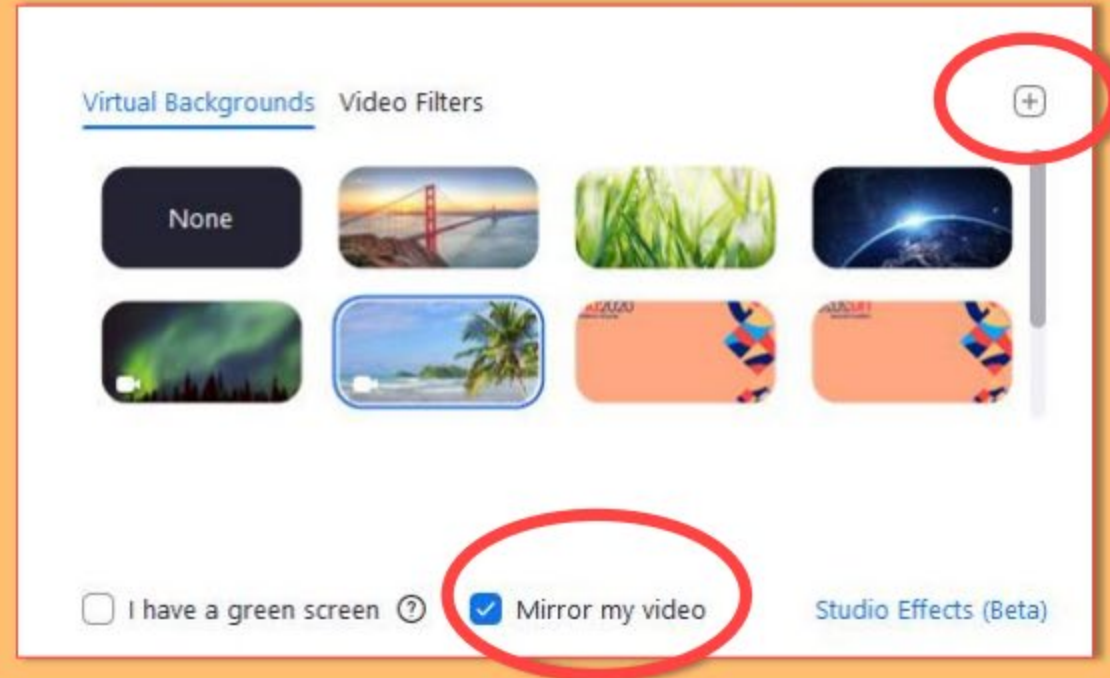 Virtual Backgrounds Video Filters
None
I have a green screen ? Mirror my video Studio Effects (Beta)